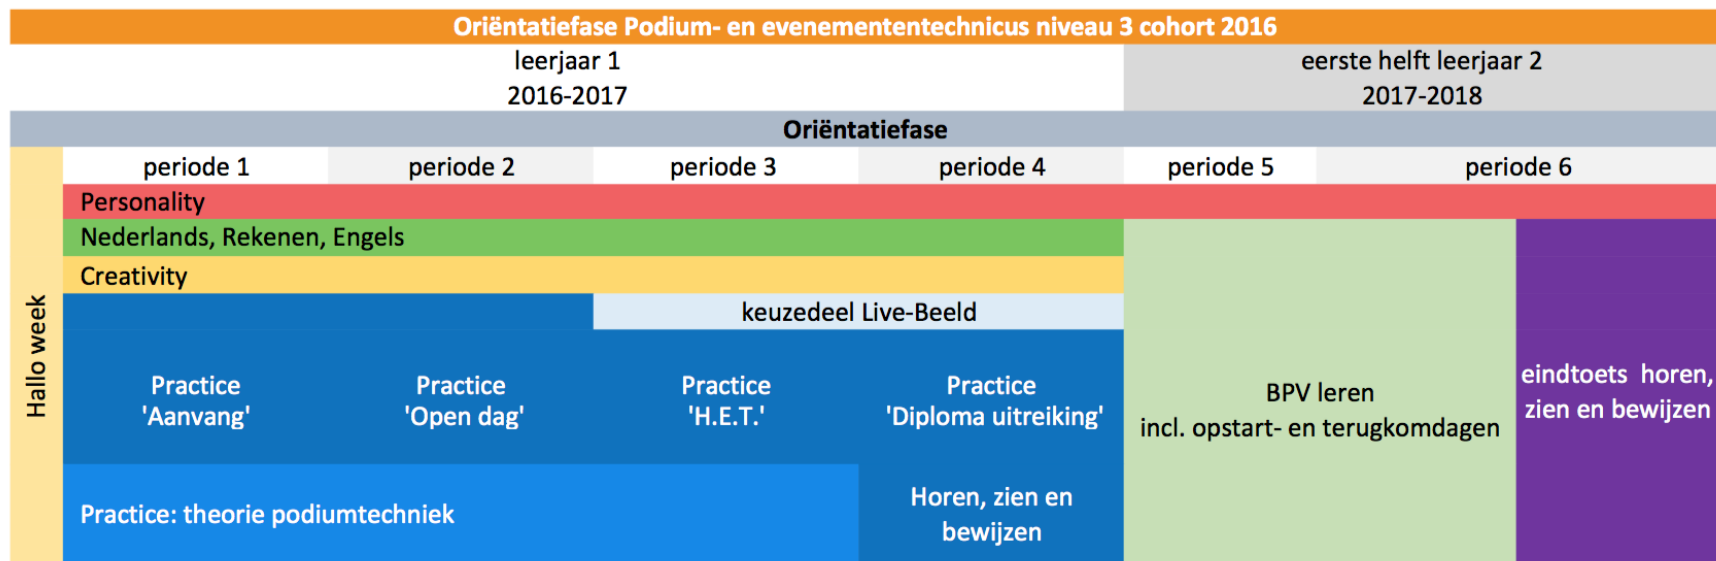 Oriëntatiefase Podium- en evenemententechnicus niveau 3 cohort 2016
leerjaar 1
2016-2017
eerste helft leerjaar 2
2017-2018
Oriëntatiefase
Hallo week
periode 1
periode 2
periode 3
periode 4
periode 5
periode 6
Personality
Nederlands, Rekenen, Engels
Creativity
keuzedeel Live-Beeld
Practice
'Aanvang'
Practice
'Open dag'
Practice
'H.E.T.'
Practice
'Diploma uitreiking'
BPV leren
incl. opstart- en terugkomdagen
eindtoets horen,
zien en bewijzen
Practice: theorie podiumtechniek
Horen, zien en
bewijzen